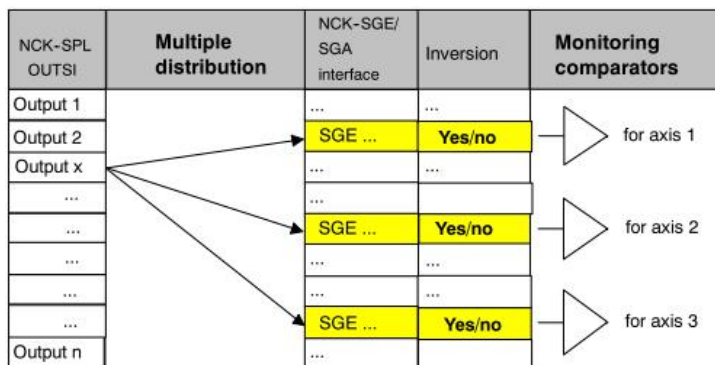 NCK-SPL
OUTSI
Multiple
distribution
NCK-SGE/
SGA
interface
Inversion
Monitoring
comparators
Output 1
...
...
Output 2
SGE ...
Yes/no
for axis 1
Output x
...
...
...
...
...
SGE ...
Yes/no
for axis 2
...
...
...
...
...
...
...
SGE ...
Yes/no
for axis 3
Output n
...